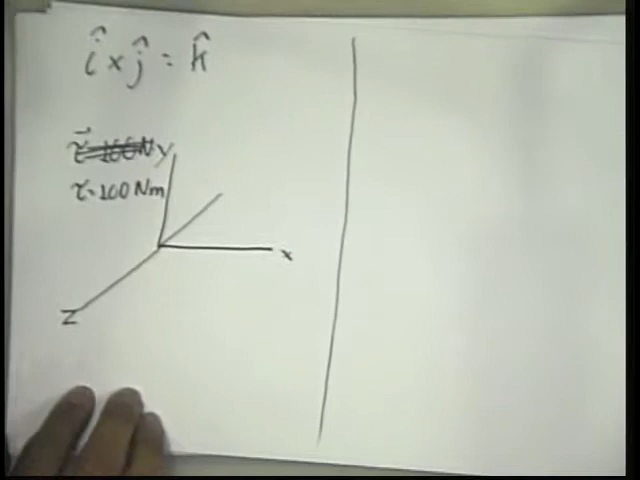 î x ĵ = k̂
y
τ = 100 Nm
x
Z